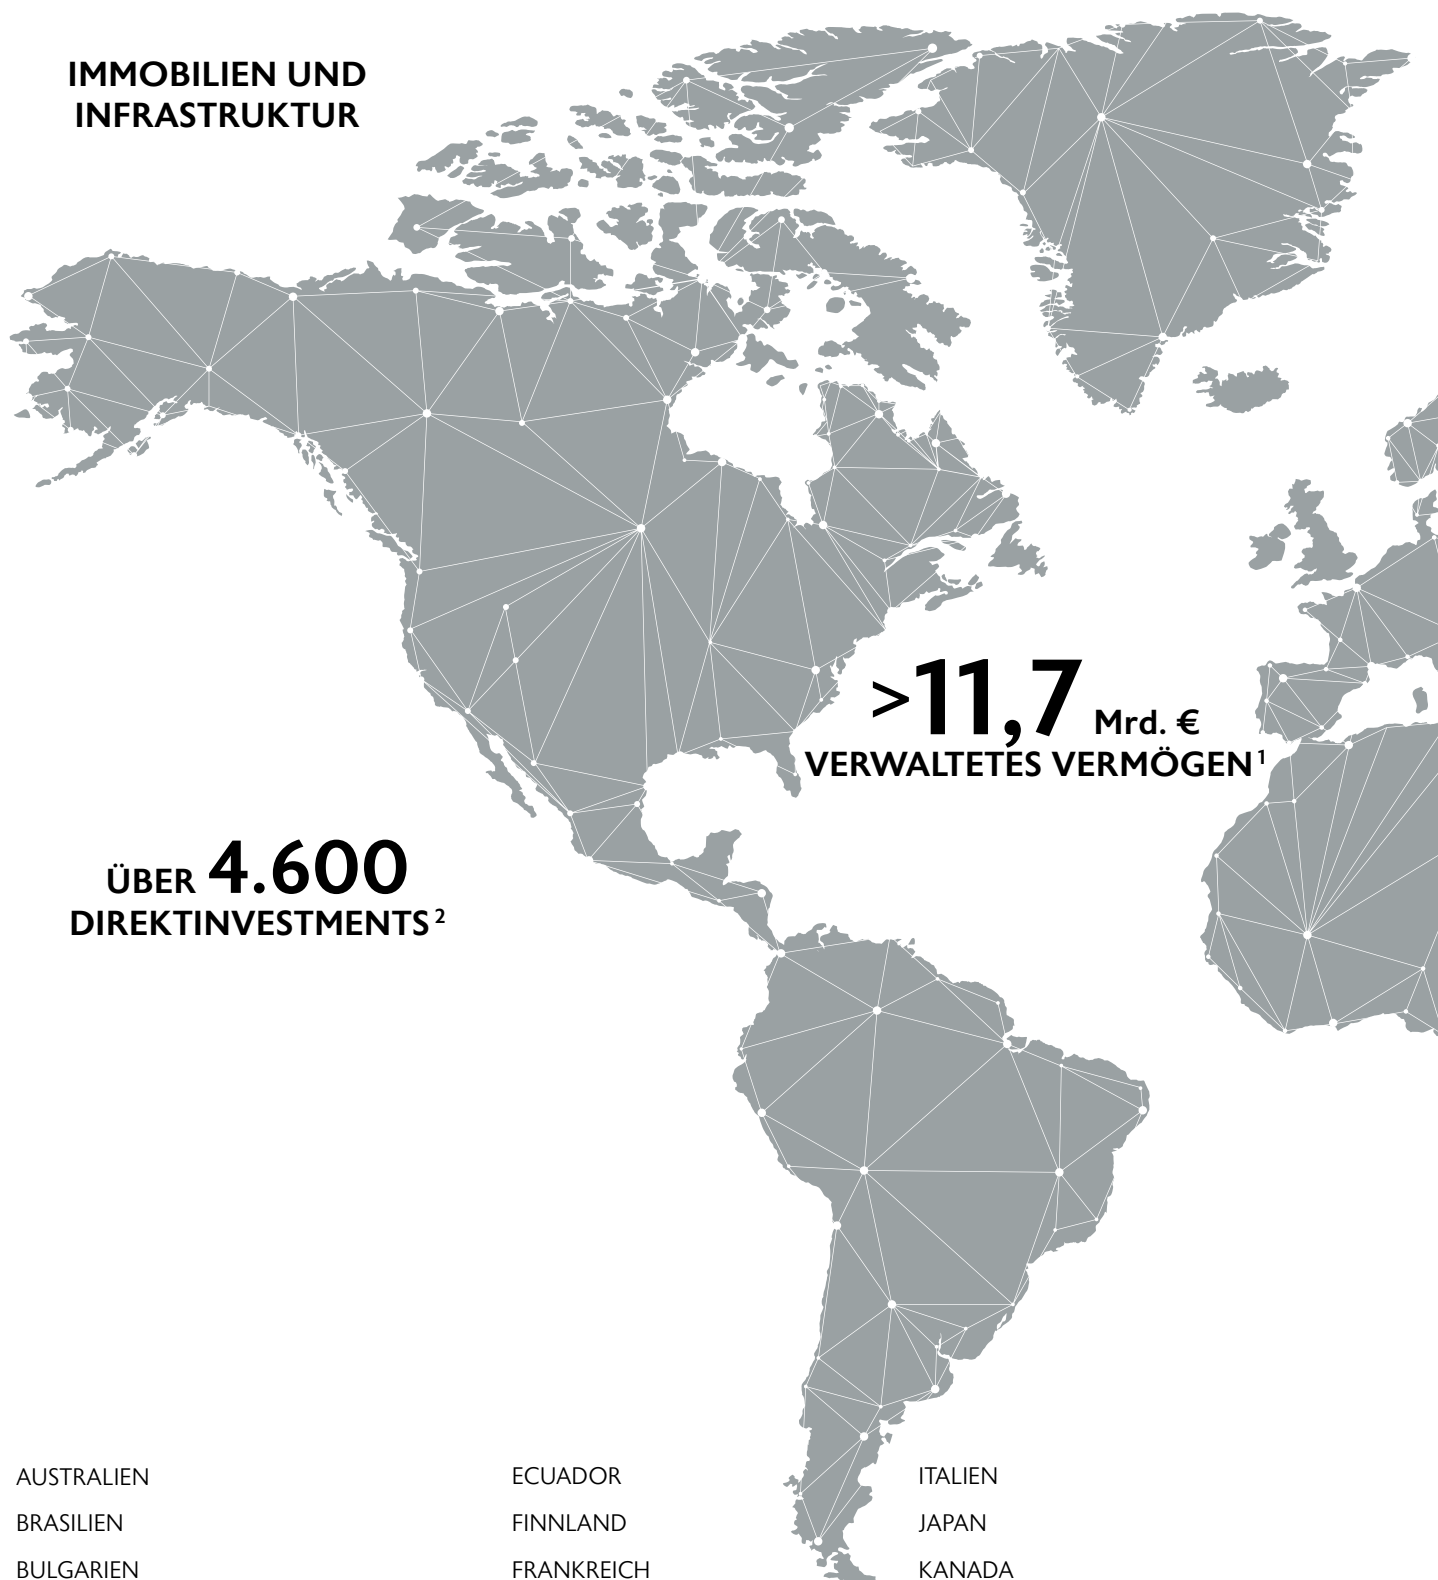 IMMOBILIEN UND
INFRASTRUKTUR
>11,7 Mrd. €
VERWALTETES VERMÖGEN¹
ÜBER 4.600
DIREKTINVESTMENTS²
AUSTRALIEN
BRASILIEN
BULGARIEN
ECUADOR
FINNLAND
FRANKREICH
ITALIEN
JAPAN
KANADA